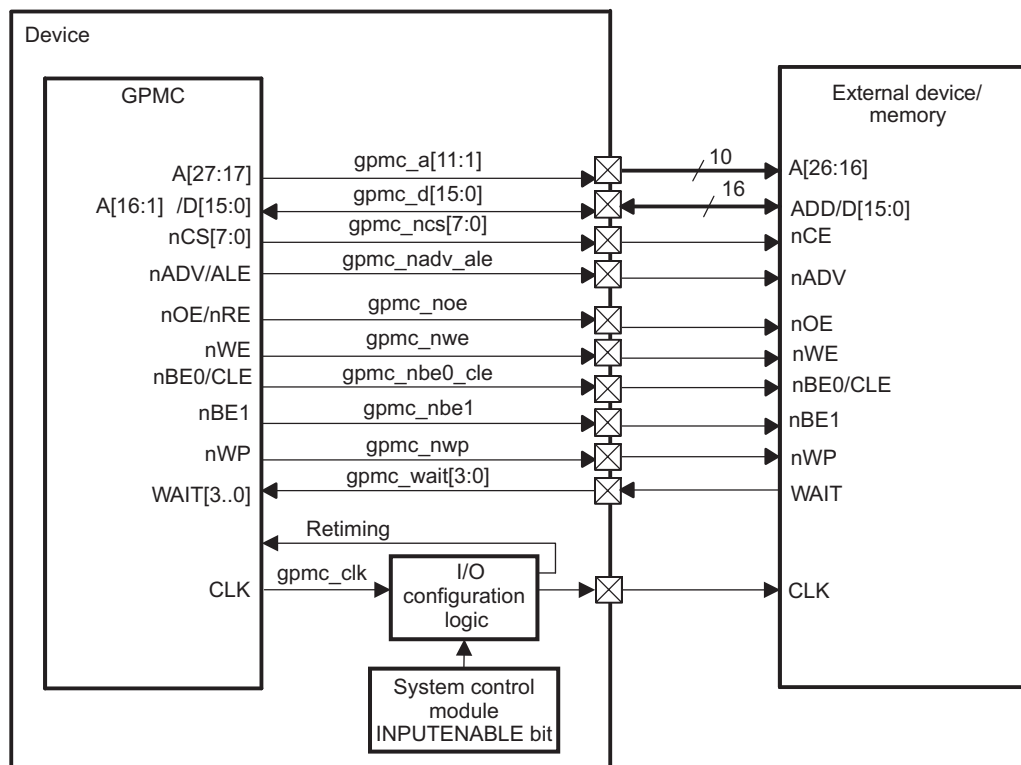 Device
GPMC
External device/
memory
A[27:17]
gpmc_a[11:1]
10
A[26:16]
A[16:1] /D[15:0]
gpmc_d[15:0]
16
ADD/D[15:0]
nCS[7:0]
gpmc_ncs[7:0]
nCE
nADV/ALE
gpmc_nadv_ale
nADV
nOE/nRE
gpmc_noe
nOE
nWE
gpmc_nwe
nWE
nBE0/CLE
gpmc_nbe0_cle
nBE0/CLE
nBE1
gpmc_nbe1
nBE1
nWP
gpmc_nwp
nWP
WAIT[3..0]
gpmc_wait[3:0]
WAIT
Retiming
CLK
gpmc_clk
I/O
configuration
logic
CLK
System control
module
INPUTENABLE bit